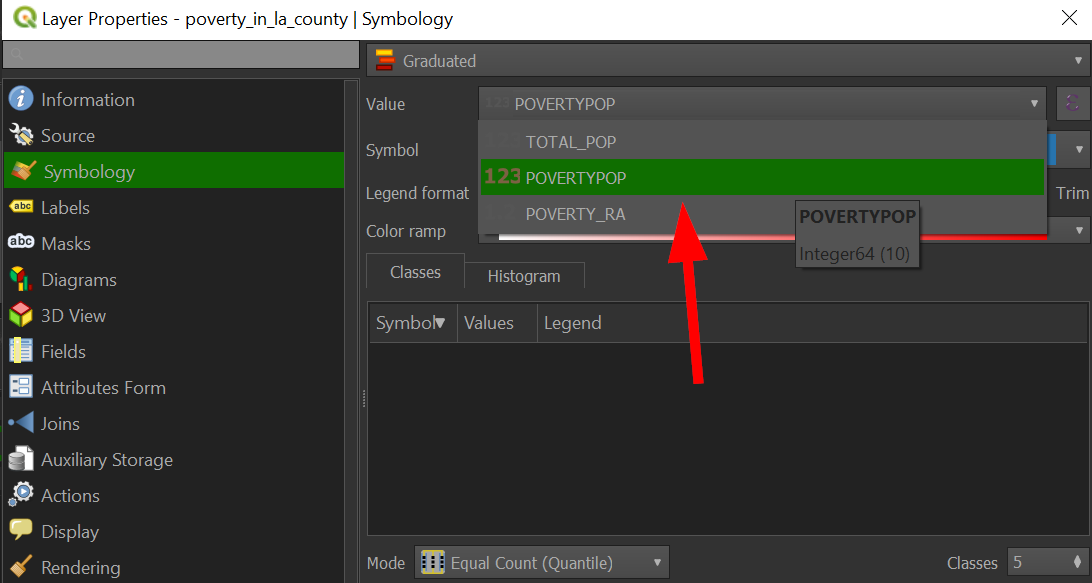 Layer Properties - poverty_in_la_county | Symbology
Graduated
Information
Value
123 POVERTYPOP
ε
Source
TOTAL_POP
Symbol
Symbology
123 POVERTYPOP
Legend format
Trim
abc Labels
POVERTY_RA
POVERTYPOP
Color ramp
abc Masks
Integer64 (10)
Diagrams
Classes
Histogram
3D View
Symbol
Values
Legend
Fields
Attributes Form
Joins
Auxiliary Storage
Actions
Display
Mode
Equal Count (Quantile)
Classes
5
Rendering